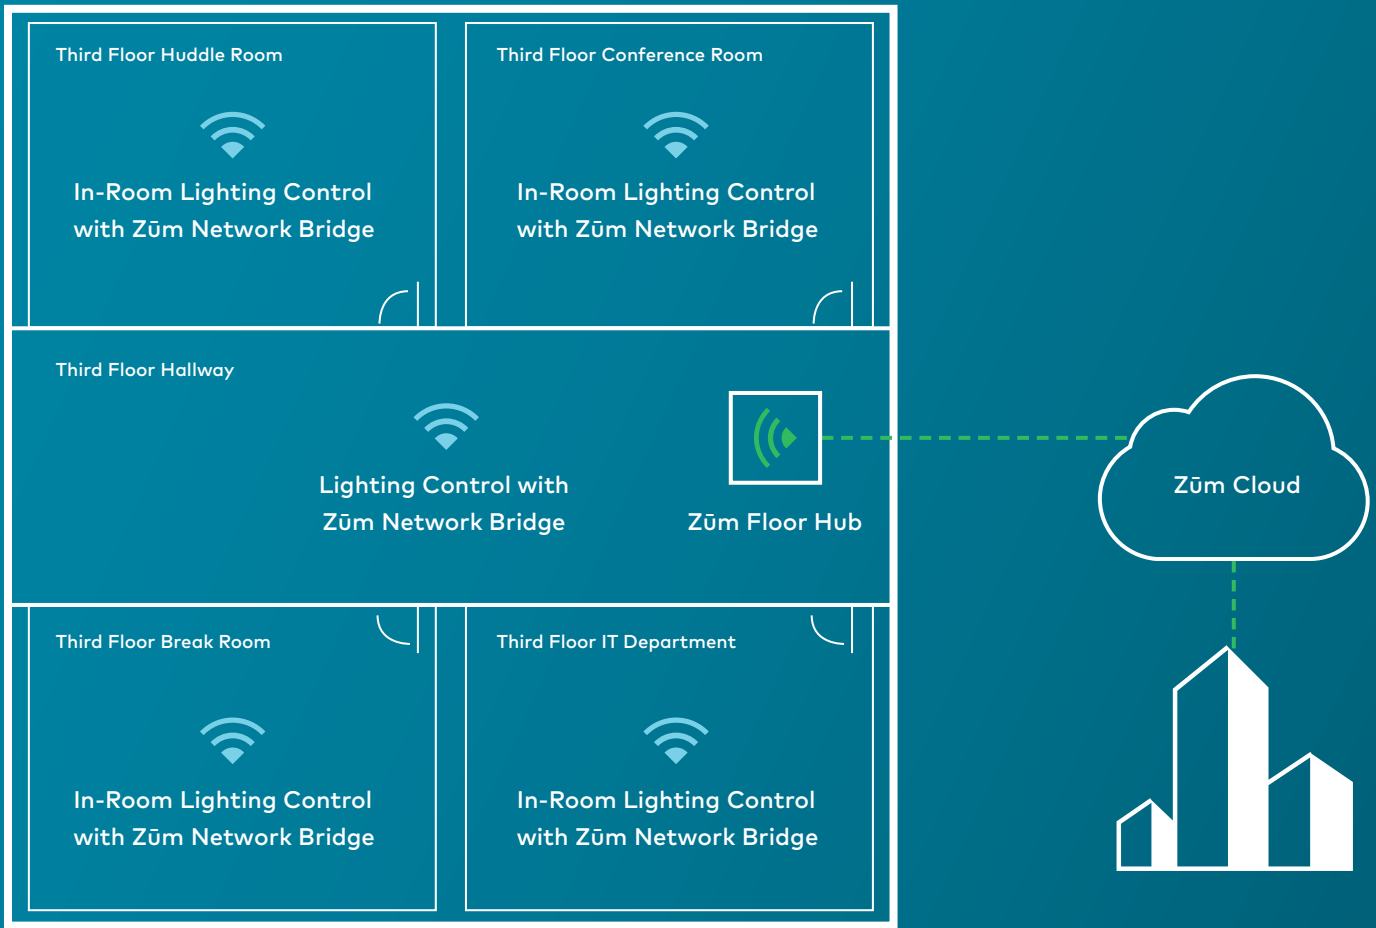 Third Floor Huddle Room
In-Room Lighting Control
with Zūm Network Bridge
Third Floor Conference Room
In-Room Lighting Control
with Zūm Network Bridge
Third Floor Hallway
Lighting Control with
Zūm Network Bridge
Zūm Floor Hub
Zūm Cloud
Third Floor Break Room
In-Room Lighting Control
with Zūm Network Bridge
Third Floor IT Department
In-Room Lighting Control
with Zūm Network Bridge